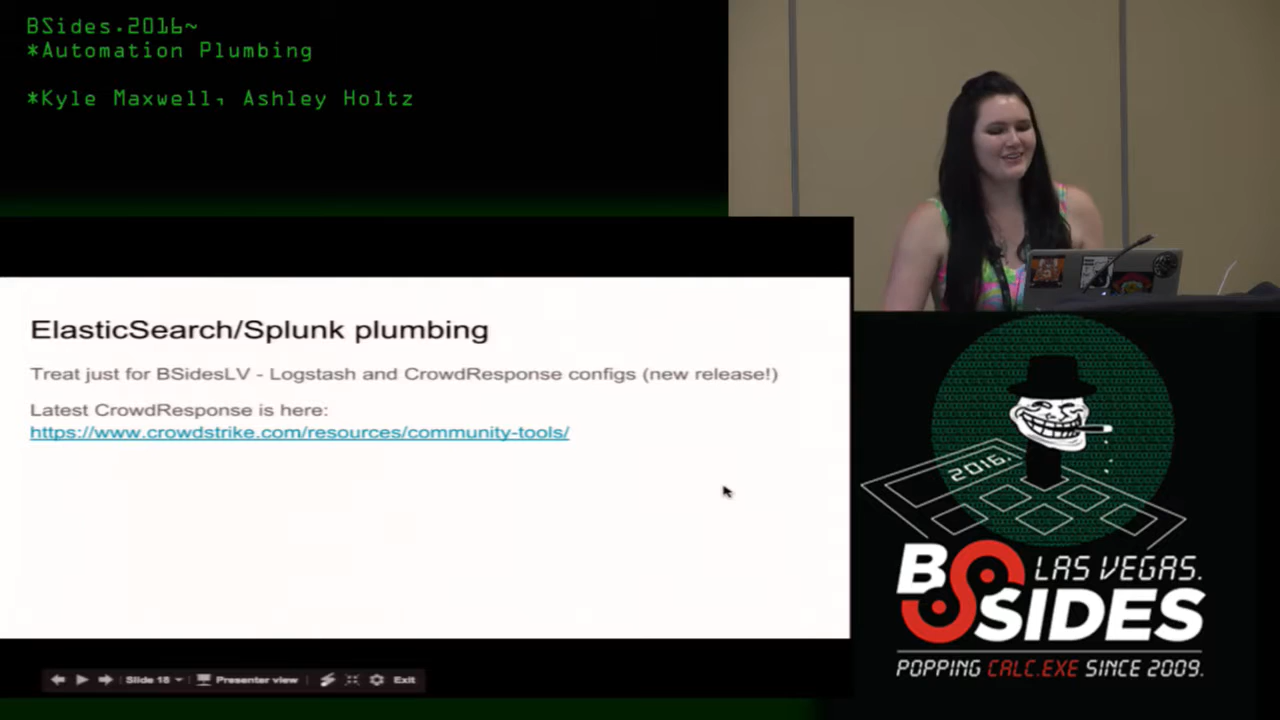 BSides.2016~
*Automation Plumbing
*Kyle Maxwell, Ashley Holtz
ElasticSearch/Splunk plumbing
Treat just for BSidesLV - Logstash and CrowdResponse configs (new release!)
Latest CrowdResponse is here:
https://www.crowdstrike.com/resources/community-tools/
Slide 18
Presenter view
Exit
2016.
BSIDES
LAS VEGAS.
POPPING CALC.EXE SINCE 2009.